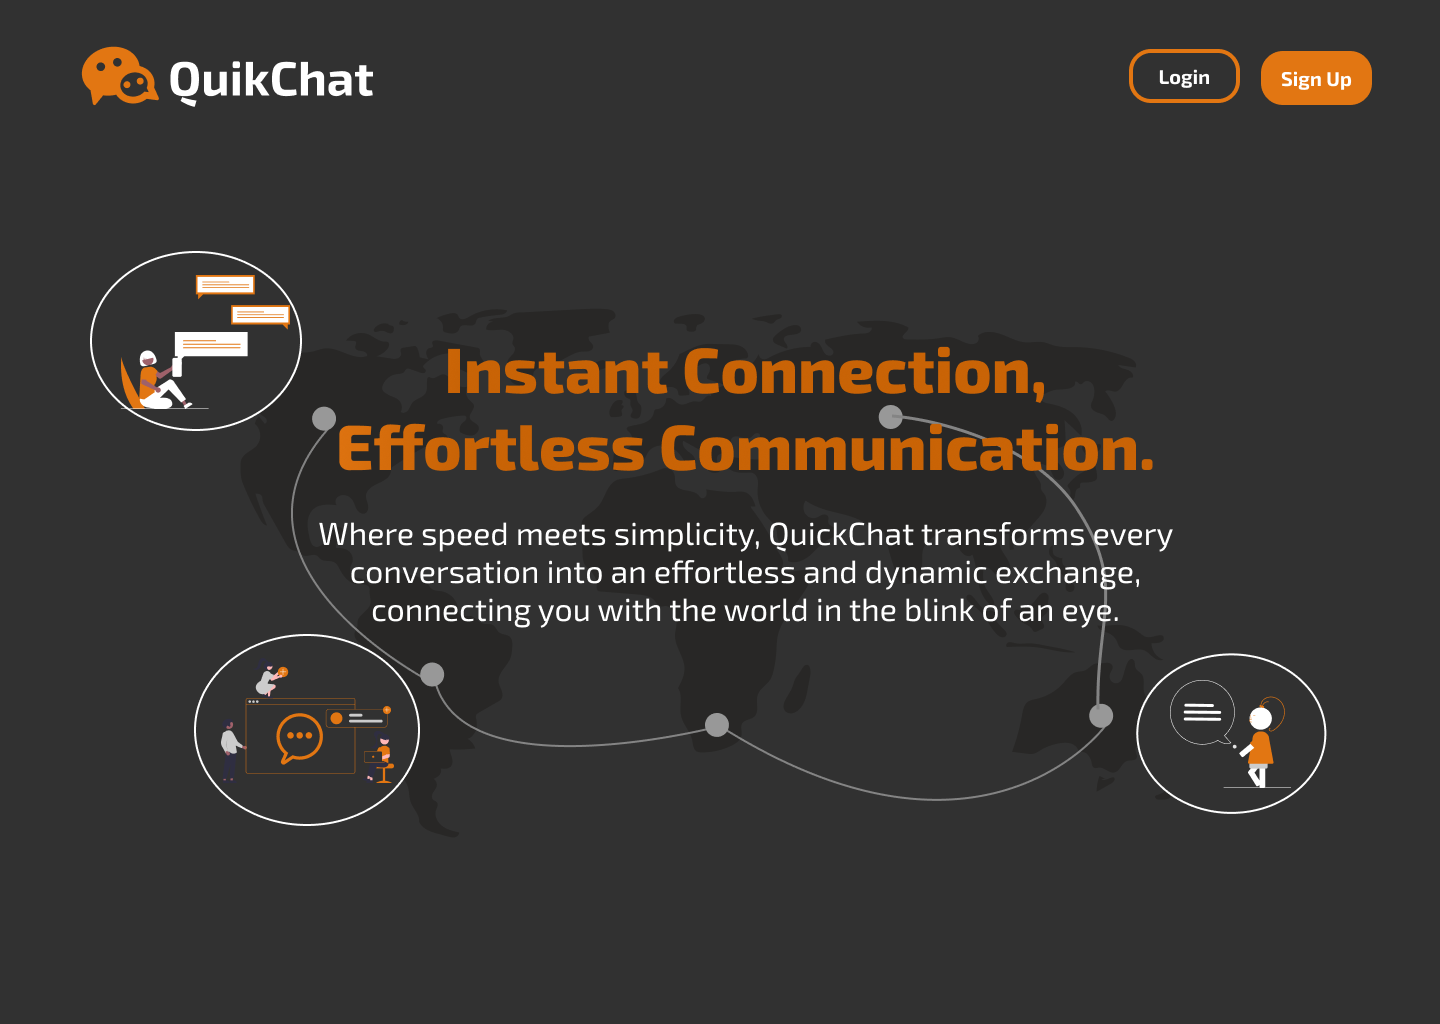 QuikChat
Login
Sign Up
Instant Connection,
Effortless Communication.
Where speed meets simplicity, QuickChat transforms every
conversation into an effortless and dynamic exchange,
connecting you with the world in the blink of an eye.